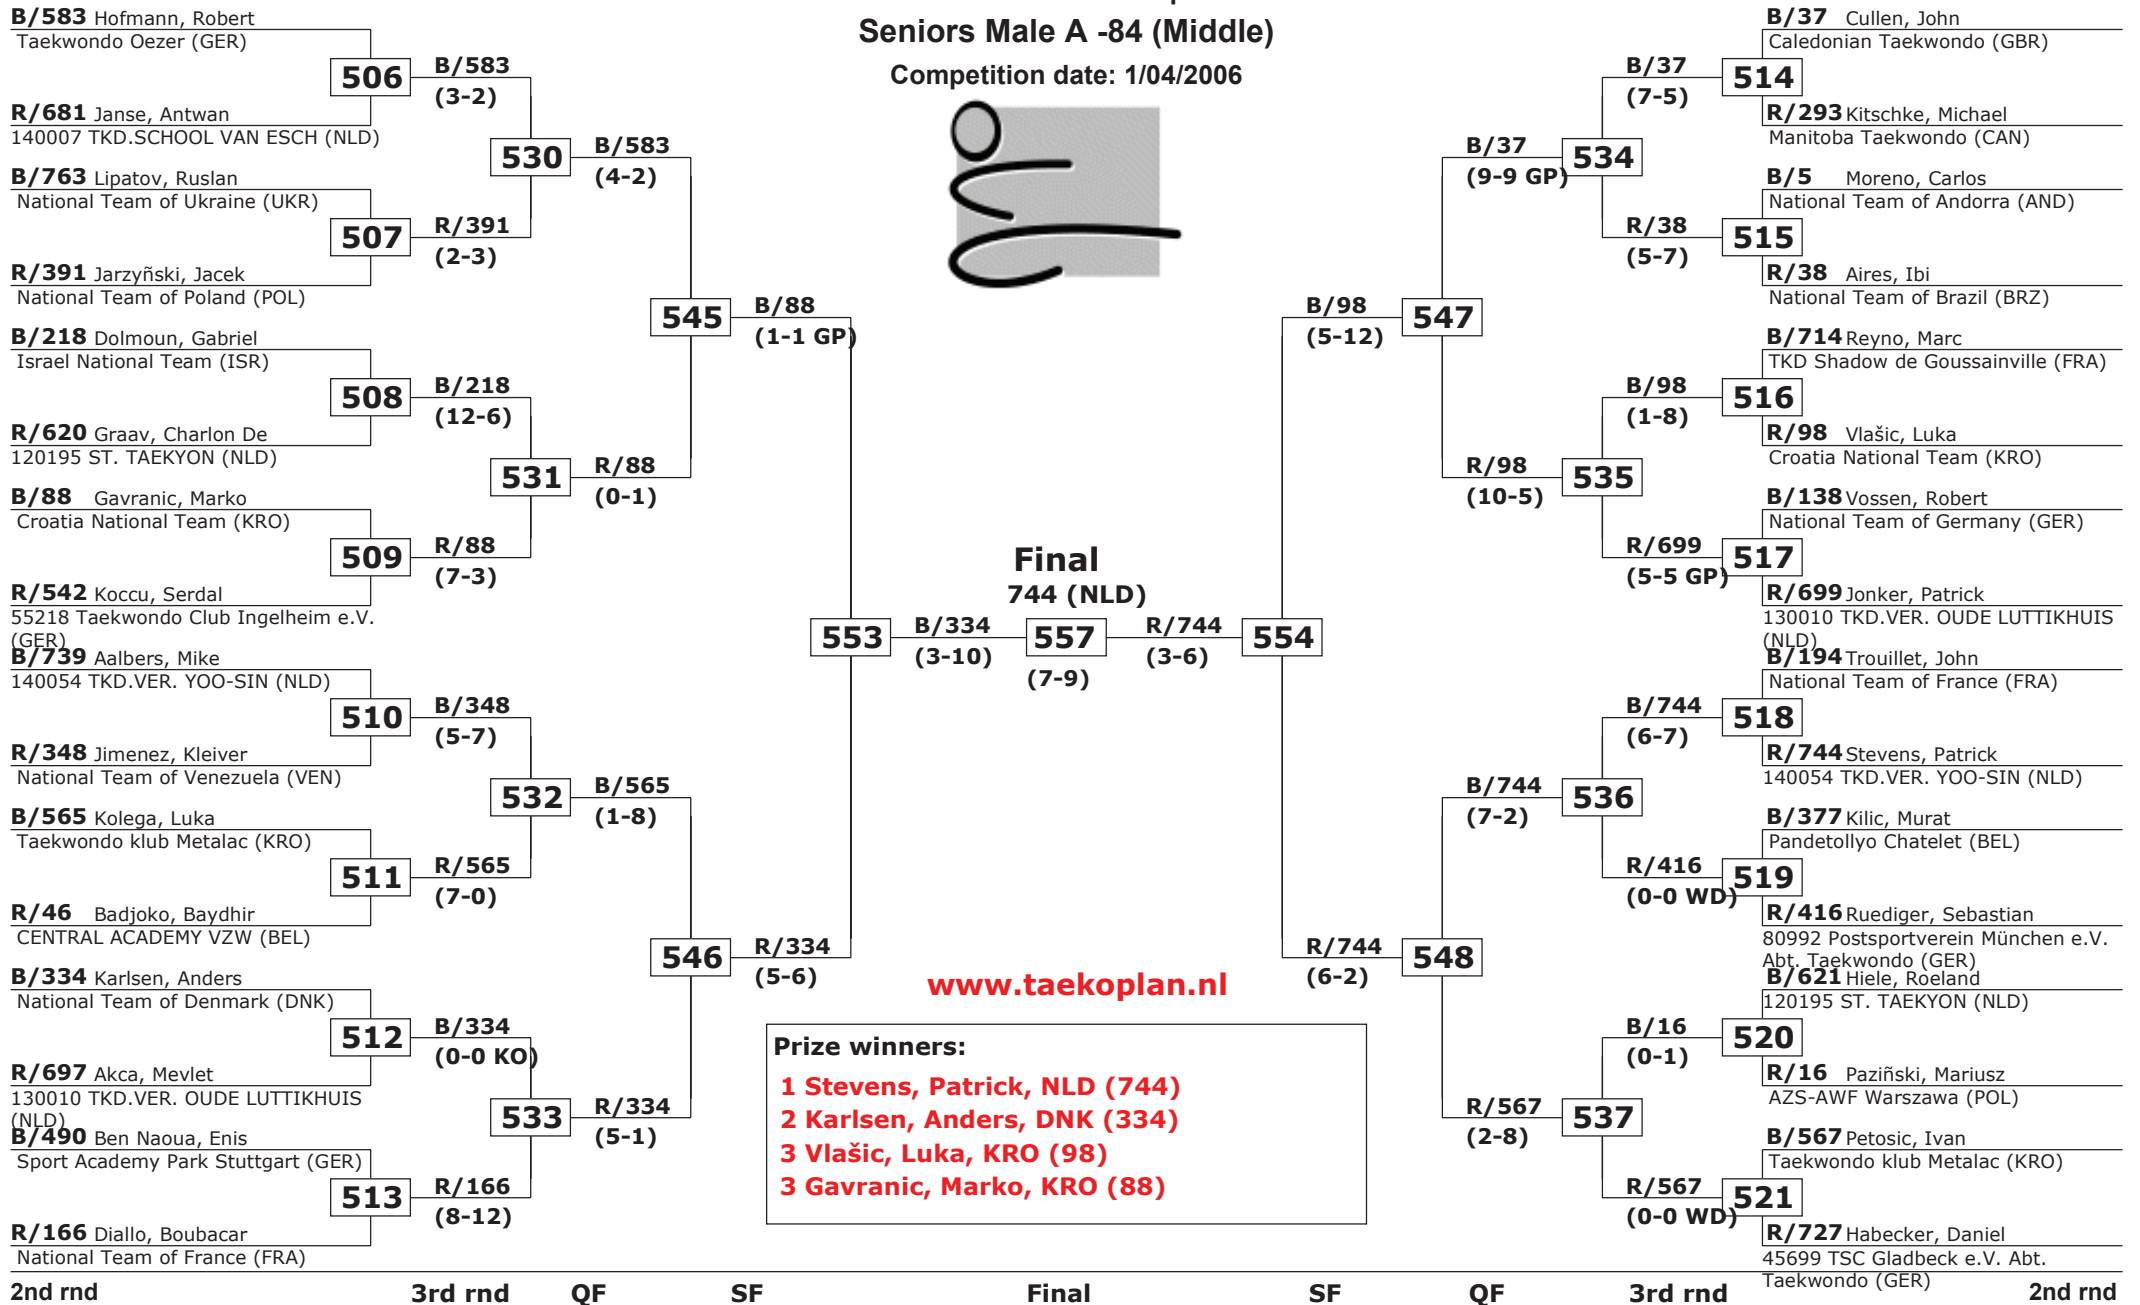 Seniors Male A -84 (Middle)
Competition date: 1/04/2006
B/583 Hofmann, Robert
Taekwondo Oezer (GER)
506
B/583
(3-2)
R/681 Janse, Antwan
140007 TKD.SCHOOL VAN ESCH (NLD)
530
B/583
(4-2)
B/763 Lipatov, Ruslan
National Team of Ukraine (UKR)
507
R/391
(2-3)
R/391 Jarzyñski, Jacek
National Team of Poland (POL)
545
B/88
(1-1 GP)
B/218 Dolmoun, Gabriel
Israel National Team (ISR)
508
B/218
(12-6)
R/620 Graav, Charlon De
120195 ST. TAEKYON (NLD)
531
R/88
(0-1)
B/88 Gavranic, Marko
Croatia National Team (KRO)
509
R/88
(7-3)
R/542 Koccu, Serdal
55218 Taekwondo Club Ingelheim e.V.
(GER)
553
B/334
(3-10)
B/739 Aalbers, Mike
140054 TKD.VER. YOO-SIN (NLD)
510
B/348
(5-7)
R/348 Jimenez, Kleiver
National Team of Venezuela (VEN)
532
B/565
(1-8)
B/565 Kolega, Luka
Taekwondo klub Metalac (KRO)
511
R/565
(7-0)
R/46 Badjoko, Baydhir
CENTRAL ACADEMY VZW (BEL)
546
R/334
(5-6)
B/334 Karlsen, Anders
National Team of Denmark (DNK)
512
B/334
(0-0 KO)
R/697 Akca, Mevlet
130010 TKD.VER. OUDE LUTTIKHUIS
(NLD)
533
R/334
(5-1)
B/490 Ben Naoua, Enis
Sport Academy Park Stuttgart (GER)
513
R/166
(8-12)
R/166 Diallo, Boubacar
National Team of France (FRA)
Final
744 (NLD)
557
(7-9)
www.taekoplan.nl
Prize winners:
1 Stevens, Patrick, NLD (744)
2 Karlsen, Anders, DNK (334)
3 Vlašic, Luka, KRO (98)
3 Gavranic, Marko, KRO (88)
B/37 Cullen, John
Caledonian Taekwondo (GBR)
B/37
(7-5)
514
R/293 Kitschke, Michael
Manitoba Taekwondo (CAN)
B/37
(9-9 GP)
534
B/5 Moreno, Carlos
National Team of Andorra (AND)
R/38
(5-7)
515
R/38 Aires, Ibi
National Team of Brazil (BRZ)
B/98
(5-12)
547
B/714 Reyno, Marc
TKD Shadow de Goussainville (FRA)
B/98
(1-8)
516
R/98 Vlašic, Luka
Croatia National Team (KRO)
R/98
(10-5)
535
B/138 Vossen, Robert
National Team of Germany (GER)
R/699
(5-5 GP)
517
R/699 Jonker, Patrick
130010 TKD.VER. OUDE LUTTIKHUIS
(NLD)
R/744
(3-6)
554
B/194 Trouillet, John
National Team of France (FRA)
B/744
(6-7)
518
R/744 Stevens, Patrick
140054 TKD.VER. YOO-SIN (NLD)
B/744
(7-2)
536
B/377 Kilic, Murat
Pandetollyo Chatelet (BEL)
R/416
(0-0 WD)
519
R/416 Ruediger, Sebastian
80992 Postsportverein München e.V.
Abt. Taekwondo (GER)
R/744
(6-2)
548
B/621 Hiele, Roeland
120195 ST. TAEKYON (NLD)
B/16
(0-1)
520
R/16 Paziñski, Mariusz
AZS-AWF Warszawa (POL)
R/567
(2-8)
537
B/567 Petosic, Ivan
Taekwondo klub Metalac (KRO)
R/567
(0-0 WD)
521
R/727 Habecker, Daniel
45699 TSC Gladbeck e.V. Abt.
Taekwondo (GER)
2nd rnd 3rd rnd QF SF Final SF QF 3rd rnd 2nd rnd